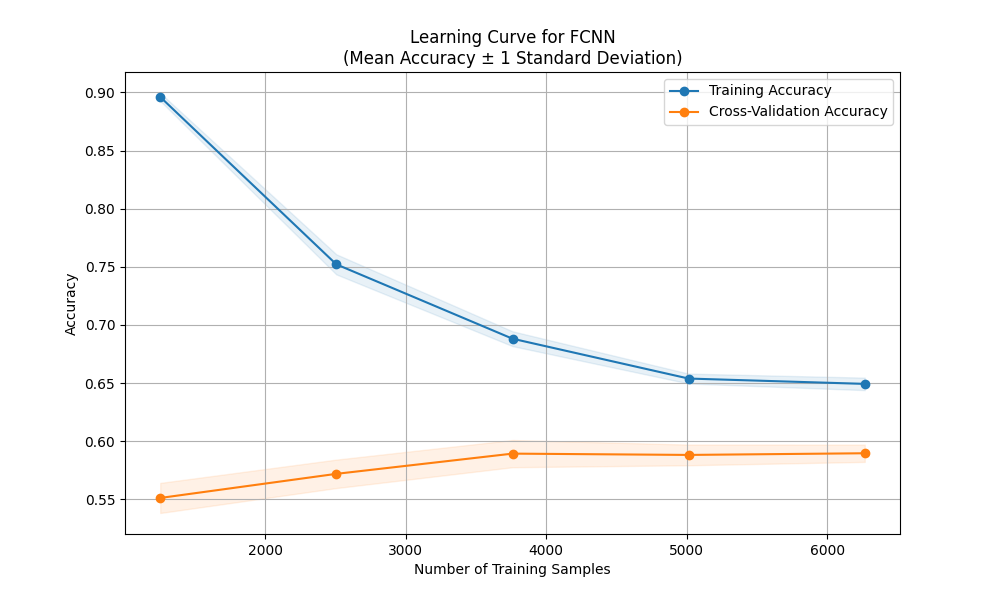 Learning Curve for FCNN
(Mean Accuracy ± 1 Standard Deviation)
Training Accuracy
Cross-Validation Accuracy
Accuracy
0.90
0.85
0.80
0.75
0.70
0.65
0.60
0.55
2000 3000 4000 5000 6000
Number of Training Samples